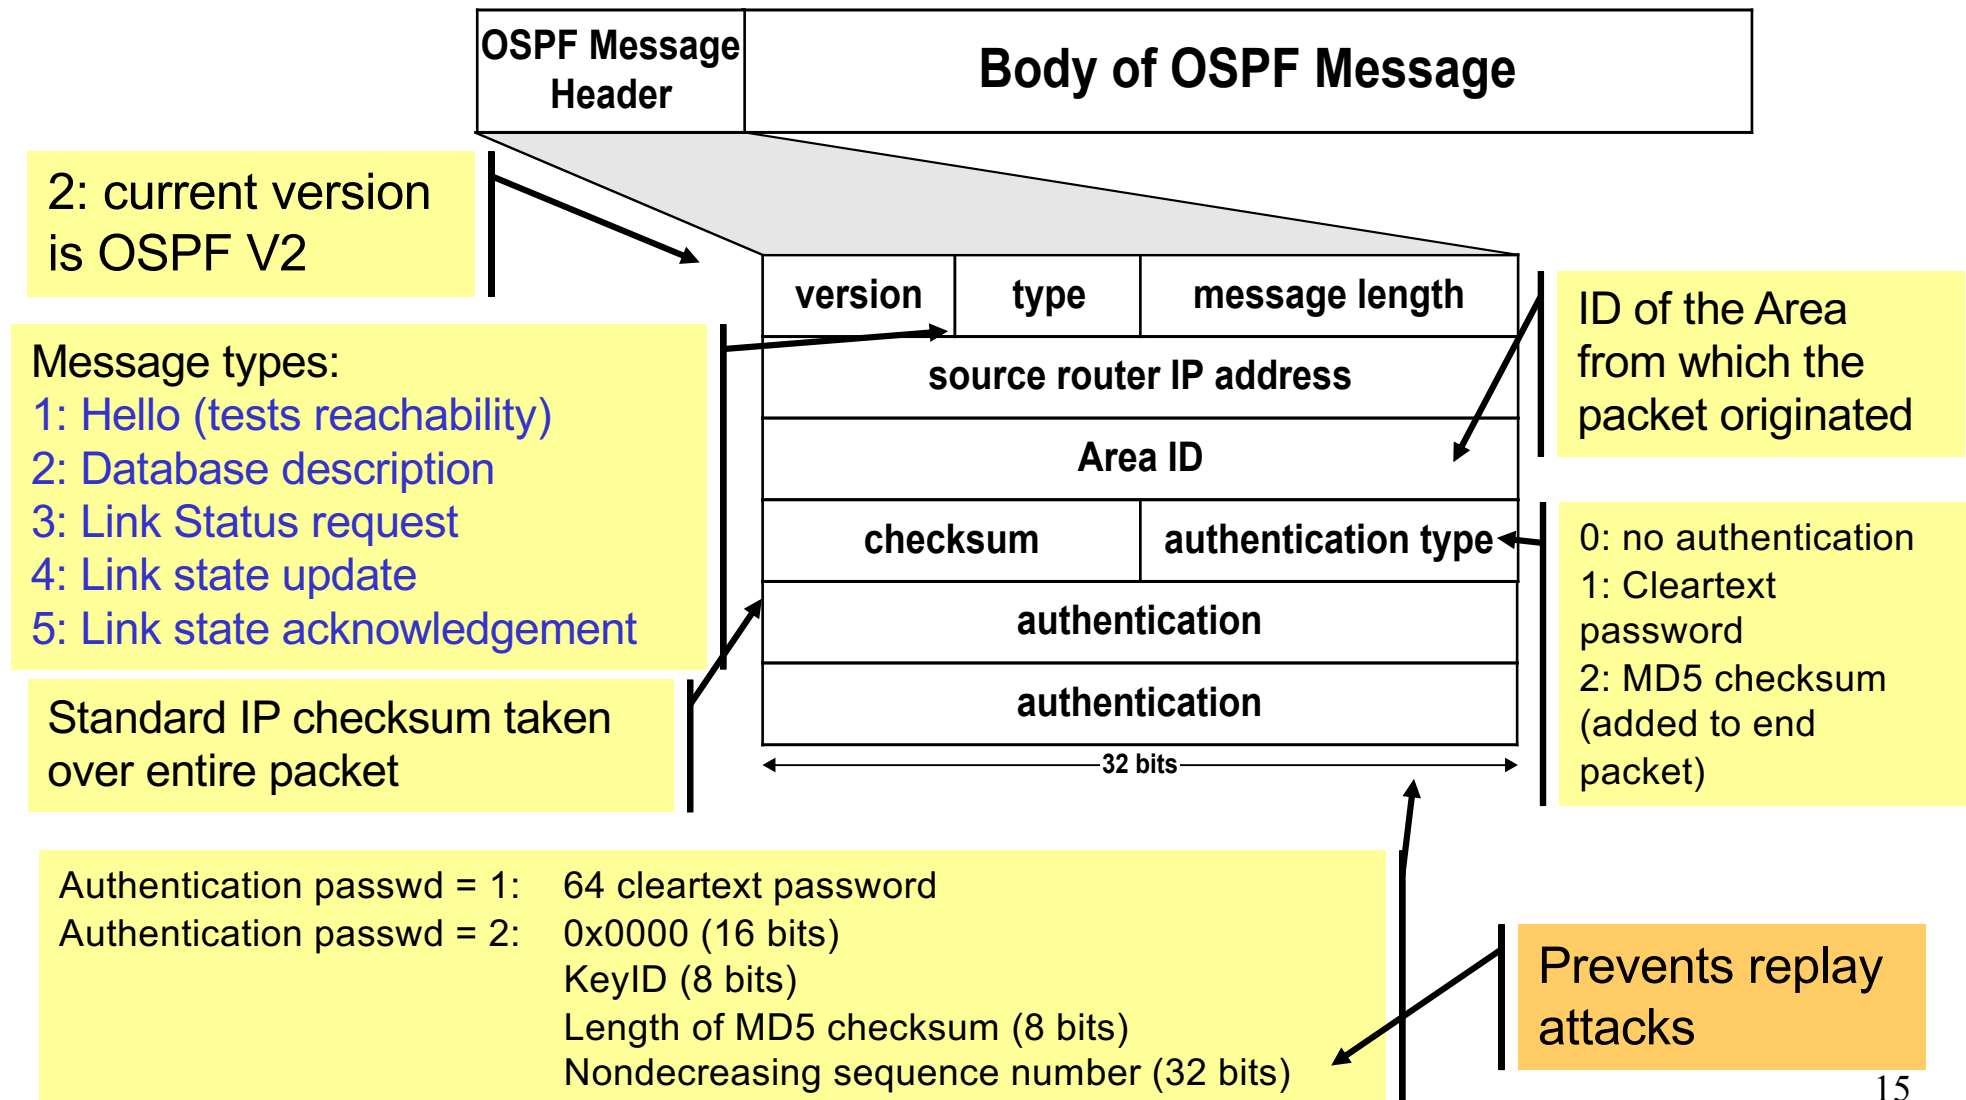 OSPF Message
Header
Body of OSPF Message
2: current version
is OSPF V2
version type message length
source router IP address
Area ID
checksum authentication type
authentication
authentication
32 bits
Message types:
1: Hello (tests reachability)
2: Database description
3: Link Status request
4: Link state update
5: Link state acknowledgement
Standard IP checksum taken
over entire packet
ID of the Area
from which the
packet originated
0: no authentication
1: Cleartext
password
2: MD5 checksum
(added to end
packet)
Authentication passwd = 1: 64 cleartext password
Authentication passwd = 2: 0x0000 (16 bits)
KeyID (8 bits)
Length of MD5 checksum (8 bits)
Nondecreasing sequence number (32 bits)
Prevents replay
attacks
15